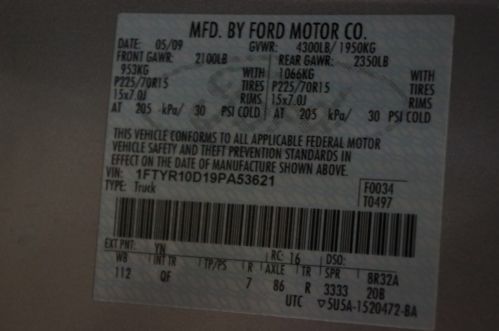 MFD. BY FORD MOTOR CO.
DATE: 05/09 GVWR: 4300LB/ 1950KG
FRONT GAWR: 2100LB REAR GAWR: 2350LB
953KG WITH 1066KG WITH
P225/70R15 TIRES P225/70R15 TIRES
15x7.0J RIMS 15x7.0J RIMS
AT 205 kPa/ 30 PSI COLD AT 205 kPa/ 30 PSI COLD
THIS VEHICLE CONFORMS TO ALL APPLICABLE FEDERAL MOTOR
VEHICLE SAFETY AND THEFT PREVENTION STANDARDS IN
EFFECT ON THE DATE OF MANUFACTURE SHOWN ABOVE.
VIN: 1FTYR10D19PA53621 F0034
TYPE: Truck T0497
EXT PNT: YN RC: 16 DSO:
WB INT TR TP/PS R AXLE TR SPR 8R32A
112 QF 7 86 R 3333 20B
UTC ▽5U5A-1520472-BA